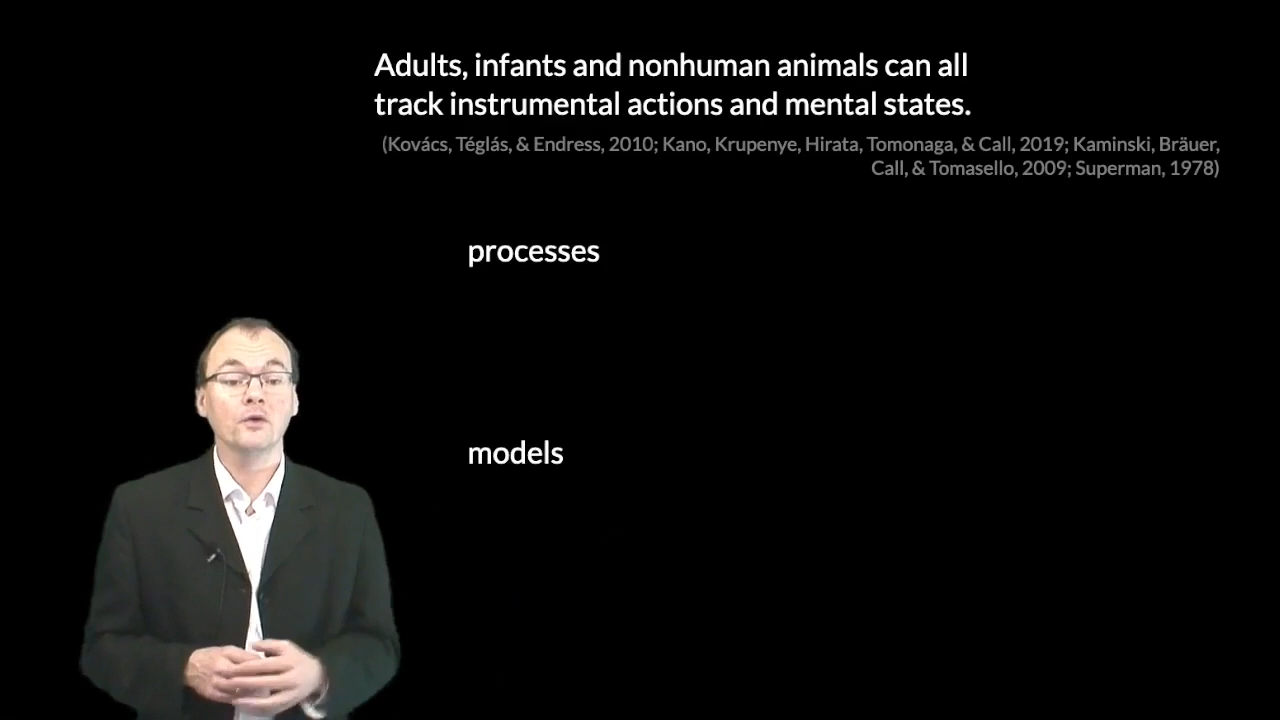 Adults, infants and nonhuman animals can all
track instrumental actions and mental states.
(Kovács, Téglás, & Endress, 2010; Kano, Krupenye, Hirata, Tomonaga, & Call, 2019; Kaminski, Bräuer,
Call, & Tomasello, 2009; Superman, 1978)
processes
models